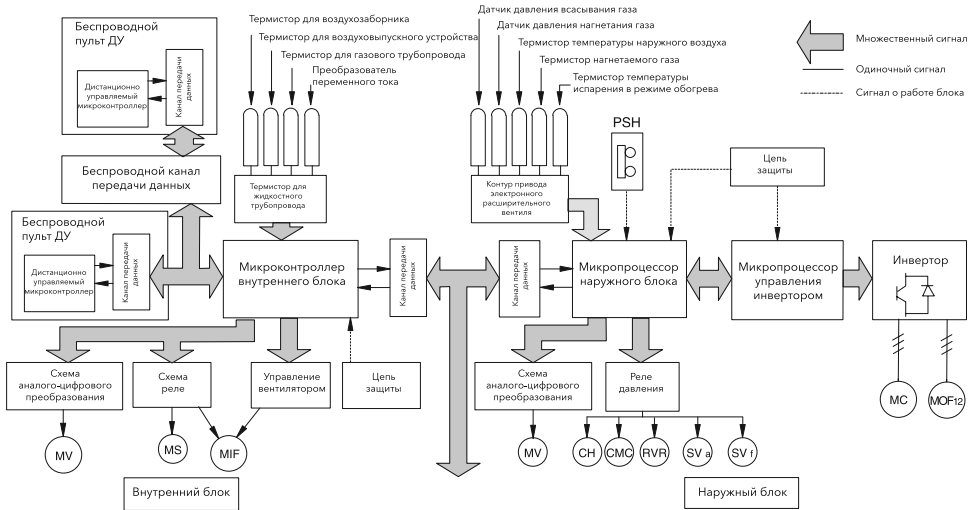 Беспроводной
пульт ДУ
Дистанционно
управляемый
микроконтроллер
Канал передачи
данных
Беспроводной канал
передачи данных
Беспроводной
пульт ДУ
Дистанционно
управляемый
микроконтроллер
Канал передачи
данных
Термистор для воздухозаборника
Термистор для воздуховыпускного устройства
Термистор для газового трубопровода
Преобразователь
переменного тока
Термистор для
жидкостного
трубопровода
Микроконтроллер
внутреннего блока
Канал передачи
данных
Схема
аналого-цифрового
преобразования
Схема
реле
Управление
вентилятором
Цепь
защиты
MV
MS
MIF
Внутренний блок
Датчик давления всасывания газа
Датчик давления нагнетания газа
Термистор температуры наружного воздуха
Термистор нагнетаемого газа
Термистор температуры
испарения в режиме обогрева
Контур привода
электронного
расширительного
вентиля
PSH
Цепь
защиты
Канал передачи
данных
Микропроцессор
наружного блока
Микропроцессор
управления
инвертором
Инвертор
Схема
аналого-цифрового
преобразования
Реле
давления
MV
CH
CMC
RVR
SV a
SV f
MC
MOF12
Наружный блок
Множественный сигнал
Одиночный сигнал
Сигнал о работе блока